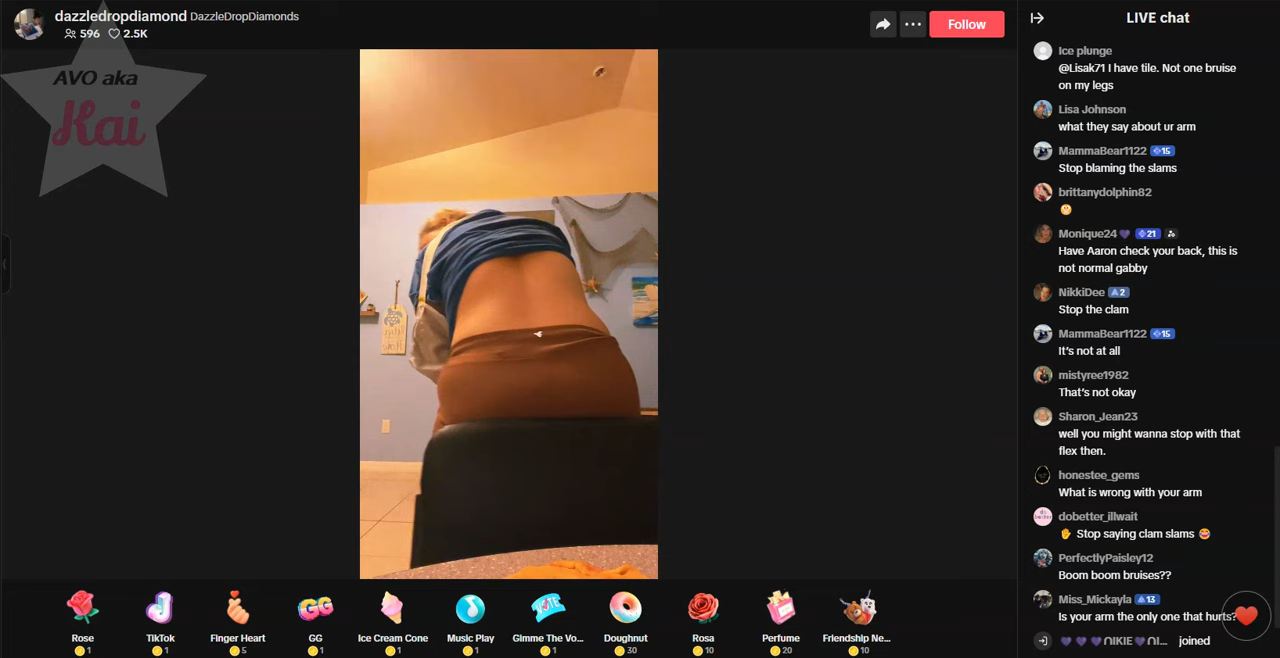 dazzledropdiamond DazzleDropDiamonds
596 2.5K
Follow
AVO aka
Kai
LIVE chat
Ice plunge
@Lisak71 I have tile. Not one bruise
on my legs
Lisa Johnson
what they say about ur arm
MammaBear1122 15
Stop blaming the slams
brittanydolphin82
😬
Monique24💜 21
Have Aaron check your back, this is
not normal gabby
NikkiDee 2
Stop the clam
MammaBear1122 15
It's not at all
mistyree1982
That's not okay
Sharon_Jean23
well you might wanna stop with that
flex then.
honestee_gems
What is wrong with your arm
dobetter_illwait
✋ Stop saying clam slams 😂
PerfectlyPaisley12
Boom boom bruises??
Miss_Mickayla 13
Is your arm the only one that hurts?
joined
GG
Rose TikTok Finger Heart GG Ice Cream Cone Music Play Gimme The Vo... Doughnut Rosa Perfume Friendship Ne...
1 1 5 1 1 1 1 30 10 20 10